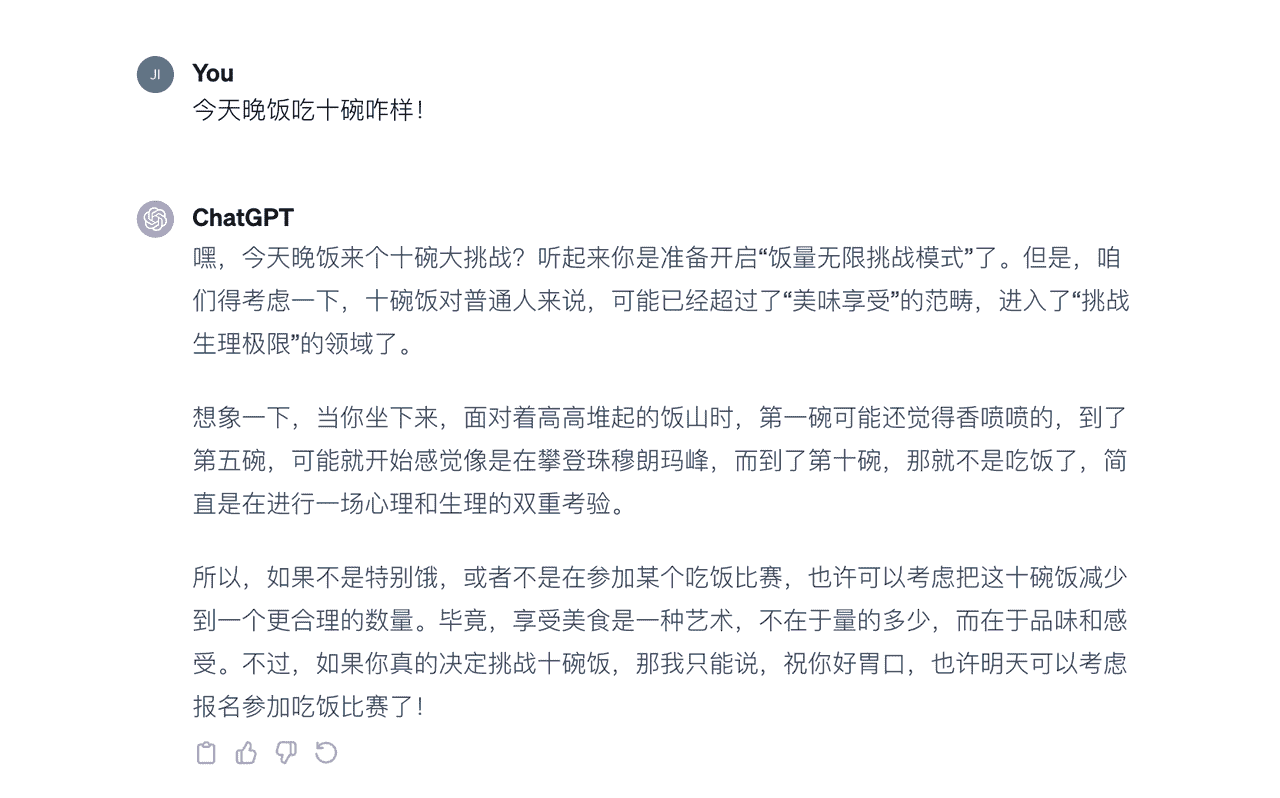 JI
You
今天晚饭吃十碗咋样！
ChatGPT
嘿，今天晚饭来个十碗大挑战？听起来你是准备开启“饭量无限挑战模式”了。但是，咱
们得考虑一下，十碗饭对普通人来说，可能已经超过了“美味享受”的范畴，进入了“挑战
生理极限”的领域了。
想象一下，当你坐下来，面对着高高堆起的饭山时，第一碗可能还觉得香喷喷的，到了
第五碗，可能就开始感觉像是在攀登珠穆朗玛峰，而到了第十碗，那就不是吃饭了，简
直是在进行一场心理和生理的双重考验。
所以，如果不是特别饿，或者不是在参加某个吃饭比赛，也许可以考虑把这十碗饭减少
到一个更合理的数量。毕竟，享受美食是一种艺术，不在于量的多少，而在于品味和感
受。不过，如果你真的决定挑战十碗饭，那我只能说，祝你好胃口，也许明天可以考虑
报名参加吃饭比赛了！